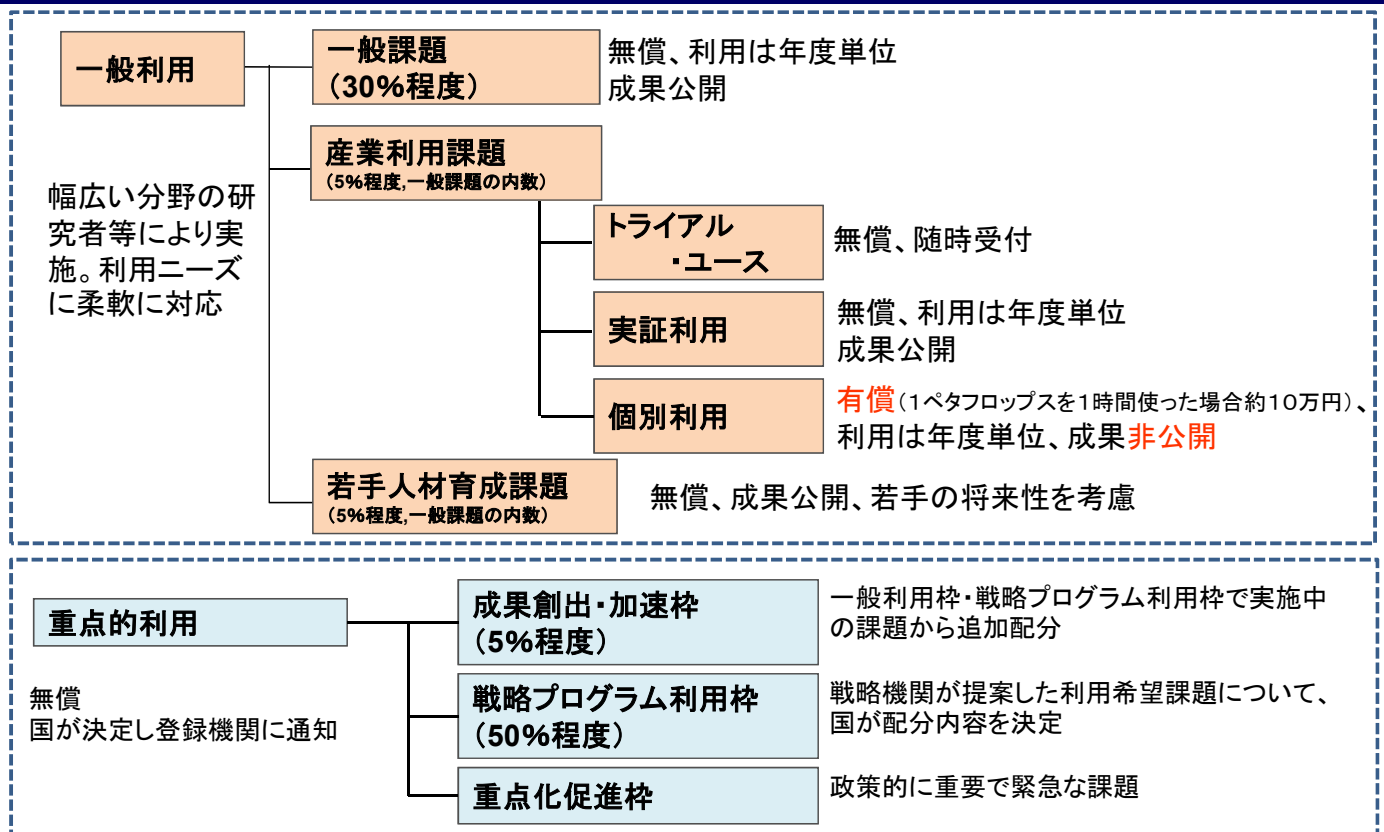 一般利用
一般課題
（30％程度）
無償、利用は年度単位
成果公開
産業利用課題
（5％程度,一般課題の内数）
幅広い分野の研
究者等により実
施。利用ニーズ
に柔軟に対応
トライアル
・ユース
無償、随時受付
実証利用
無償、利用は年度単位
成果公開
個別利用
有償（１ペタフロップスを１時間使った場合約１０万円）、
利用は年度単位、成果非公開
若手人材育成課題
（5％程度,一般課題の内数）
無償、成果公開、若手の将来性を考慮
重点的利用
無償
国が決定し登録機関に通知
成果創出・加速枠
（5％程度）
一般利用枠・戦略プログラム利用枠で実施中
の課題から追加配分
戦略プログラム利用枠
（50％程度）
戦略機関が提案した利用希望課題について、
国が配分内容を決定
重点化促進枠
政策的に重要で緊急な課題